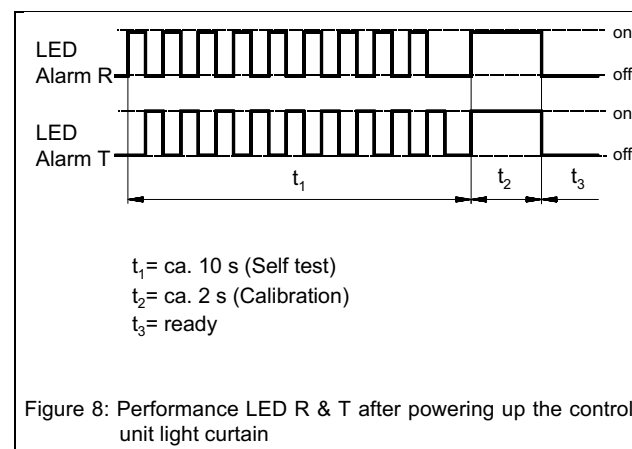 LED
Alarm R
on
off
LED
Alarm T
on
off
t₁
t₂
t₃
t₁= ca. 10 s (Self test)
t₂= ca. 2 s (Calibration)
t₃= ready
Figure 8: Performance LED R & T after powering up the control
unit light curtain